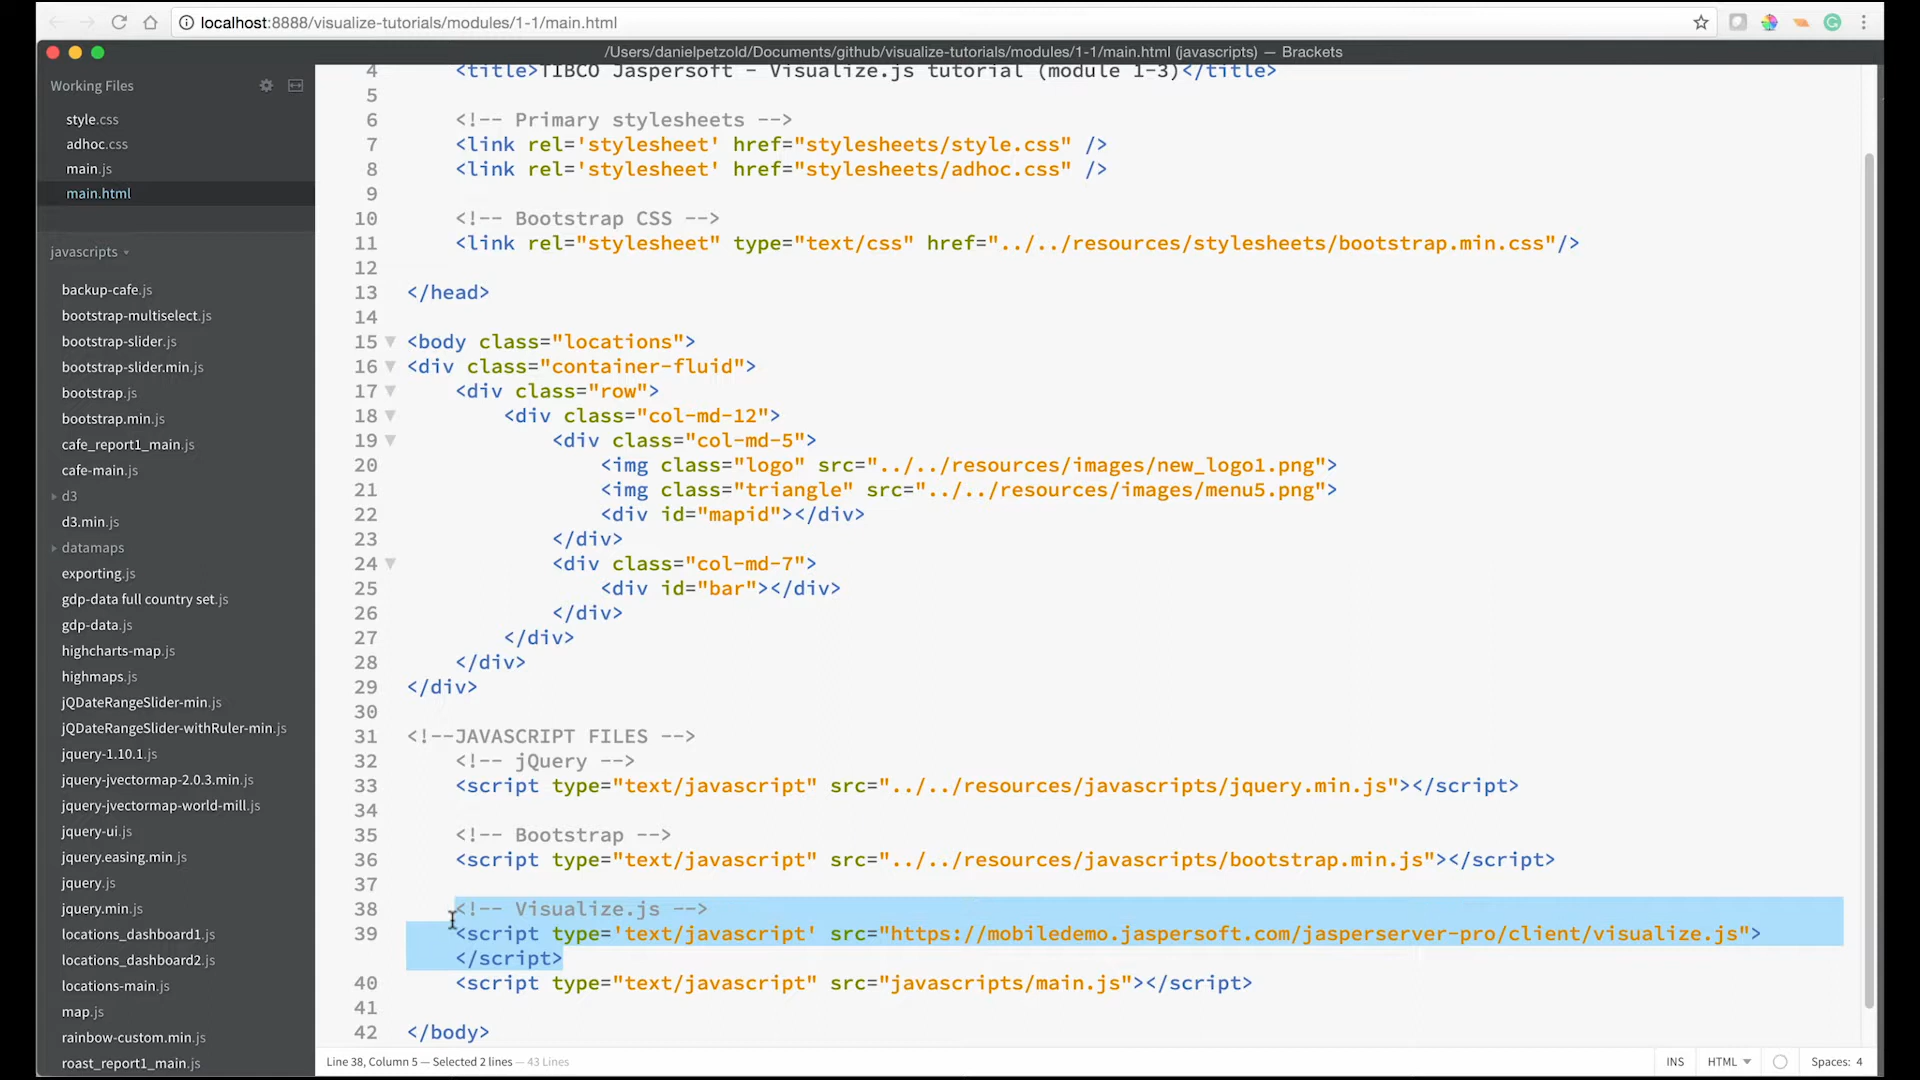 localhost:8888/visualize-tutorials/modules/1-1/main.html
/Users/danielpetzold/Documents/github/visualize-tutorials/modules/1-1/main.html (javascripts) — Brackets
Working Files
style.css
adhoc.css
main.js
main.html
javascripts
backup-cafe.js
bootstrap-multiselect.js
bootstrap-slider.js
bootstrap-slider.min.js
bootstrap.js
bootstrap.min.js
cafe_report1_main.js
cafe-main.js
d3
d3.min.js
datamaps
exporting.js
gdp-data full country set.js
gdp-data.js
highcharts-map.js
highmaps.js
jQDateRangeSlider-min.js
jQDateRangeSlider-withRuler-min.js
jquery-1.10.1.js
jquery-jvectormap-2.0.3.min.js
jquery-jvectormap-world-mill.js
jquery-ui.js
jquery.easing.min.js
jquery.js
jquery.min.js
locations_dashboard1.js
locations_dashboard2.js
locations-main.js
map.js
rainbow-custom.min.js
roast_report1_main.js
4 <title>TIBCO Jaspersoft - Visualize.js tutorial (module 1-3)</title>
5
6 <!-- Primary stylesheets -->
7 <link rel='stylesheet' href="stylesheets/style.css" />
8 <link rel='stylesheet' href="stylesheets/adhoc.css" />
9
10 <!-- Bootstrap CSS -->
11 <link rel="stylesheet" type="text/css" href="../../resources/stylesheets/bootstrap.min.css"/>
12
13 </head>
14
15 <body class="locations">
16 <div class="container-fluid">
17 <div class="row">
18 <div class="col-md-12">
19 <div class="col-md-5">
20 <img class="logo" src="../../resources/images/new_logo1.png">
21 <img class="triangle" src="../../resources/images/menu5.png">
22 <div id="mapid"></div>
23 </div>
24 <div class="col-md-7">
25 <div id="bar"></div>
26 </div>
27 </div>
28 </div>
29 </div>
30
31 <!--JAVASCRIPT FILES -->
32 <!-- jQuery -->
33 <script type="text/javascript" src="../../resources/javascripts/jquery.min.js"></script>
34
35 <!-- Bootstrap -->
36 <script type="text/javascript" src="../../resources/javascripts/bootstrap.min.js"></script>
37
38 <!-- Visualize.js -->
39 <script type='text/javascript' src="https://mobiledemo.jaspersoft.com/jasperserver-pro/client/visualize.js">
</script>
40 <script type="text/javascript" src="javascripts/main.js"></script>
41
42 </body>
Line 38, Column 5 — Selected 2 lines — 43 Lines
INS
HTML
Spaces: 4